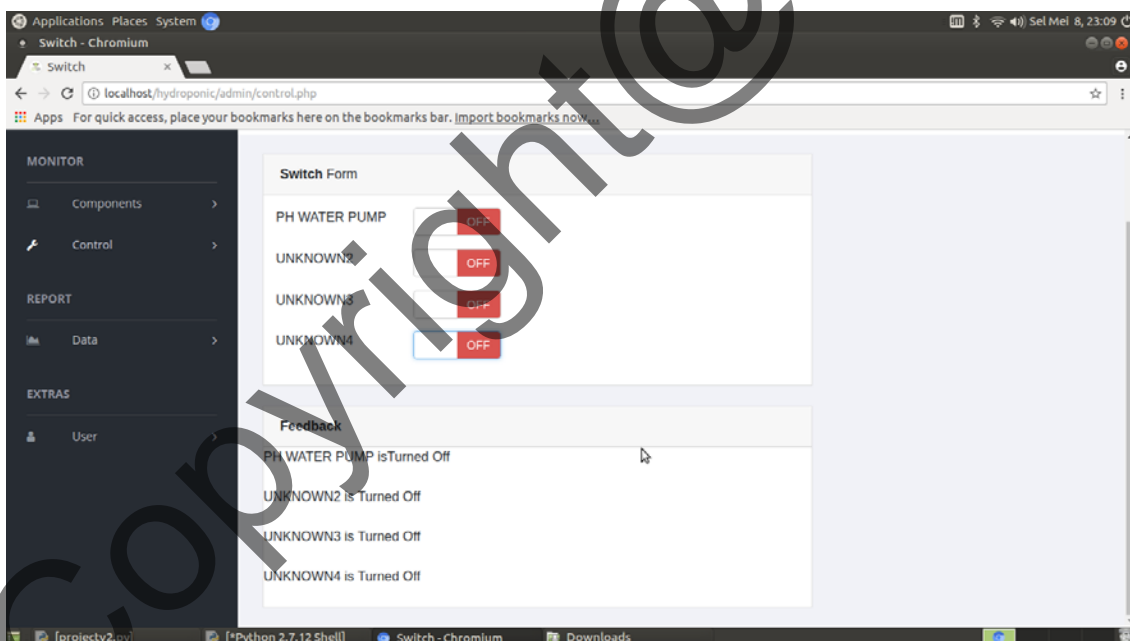 Applications Places System
Sel Mei 8, 23:09
Switch - Chromium
Switch ×
localhost/hydroponic/admin/control.php
Apps For quick access, place your bookmarks here on the bookmarks bar. Import bookmarks now...
MONITOR
Components
Control
REPORT
Data
EXTRAS
User
Switch Form
PH WATER PUMP OFF
UNKNOWN2 OFF
UNKNOWN3 OFF
UNKNOWN4 OFF
Feedback
PH WATER PUMP isTurned Off
UNKNOWN2 is Turned Off
UNKNOWN3 is Turned Off
UNKNOWN4 is Turned Off
[projectv2.py] [*Python 2.7.12 Shell] Switch - Chromium Downloads
Copyright@